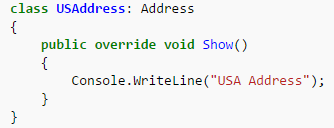 class USAddress: Address
{
    public override void Show()
    {
        Console.WriteLine("USA Address");
    }
}